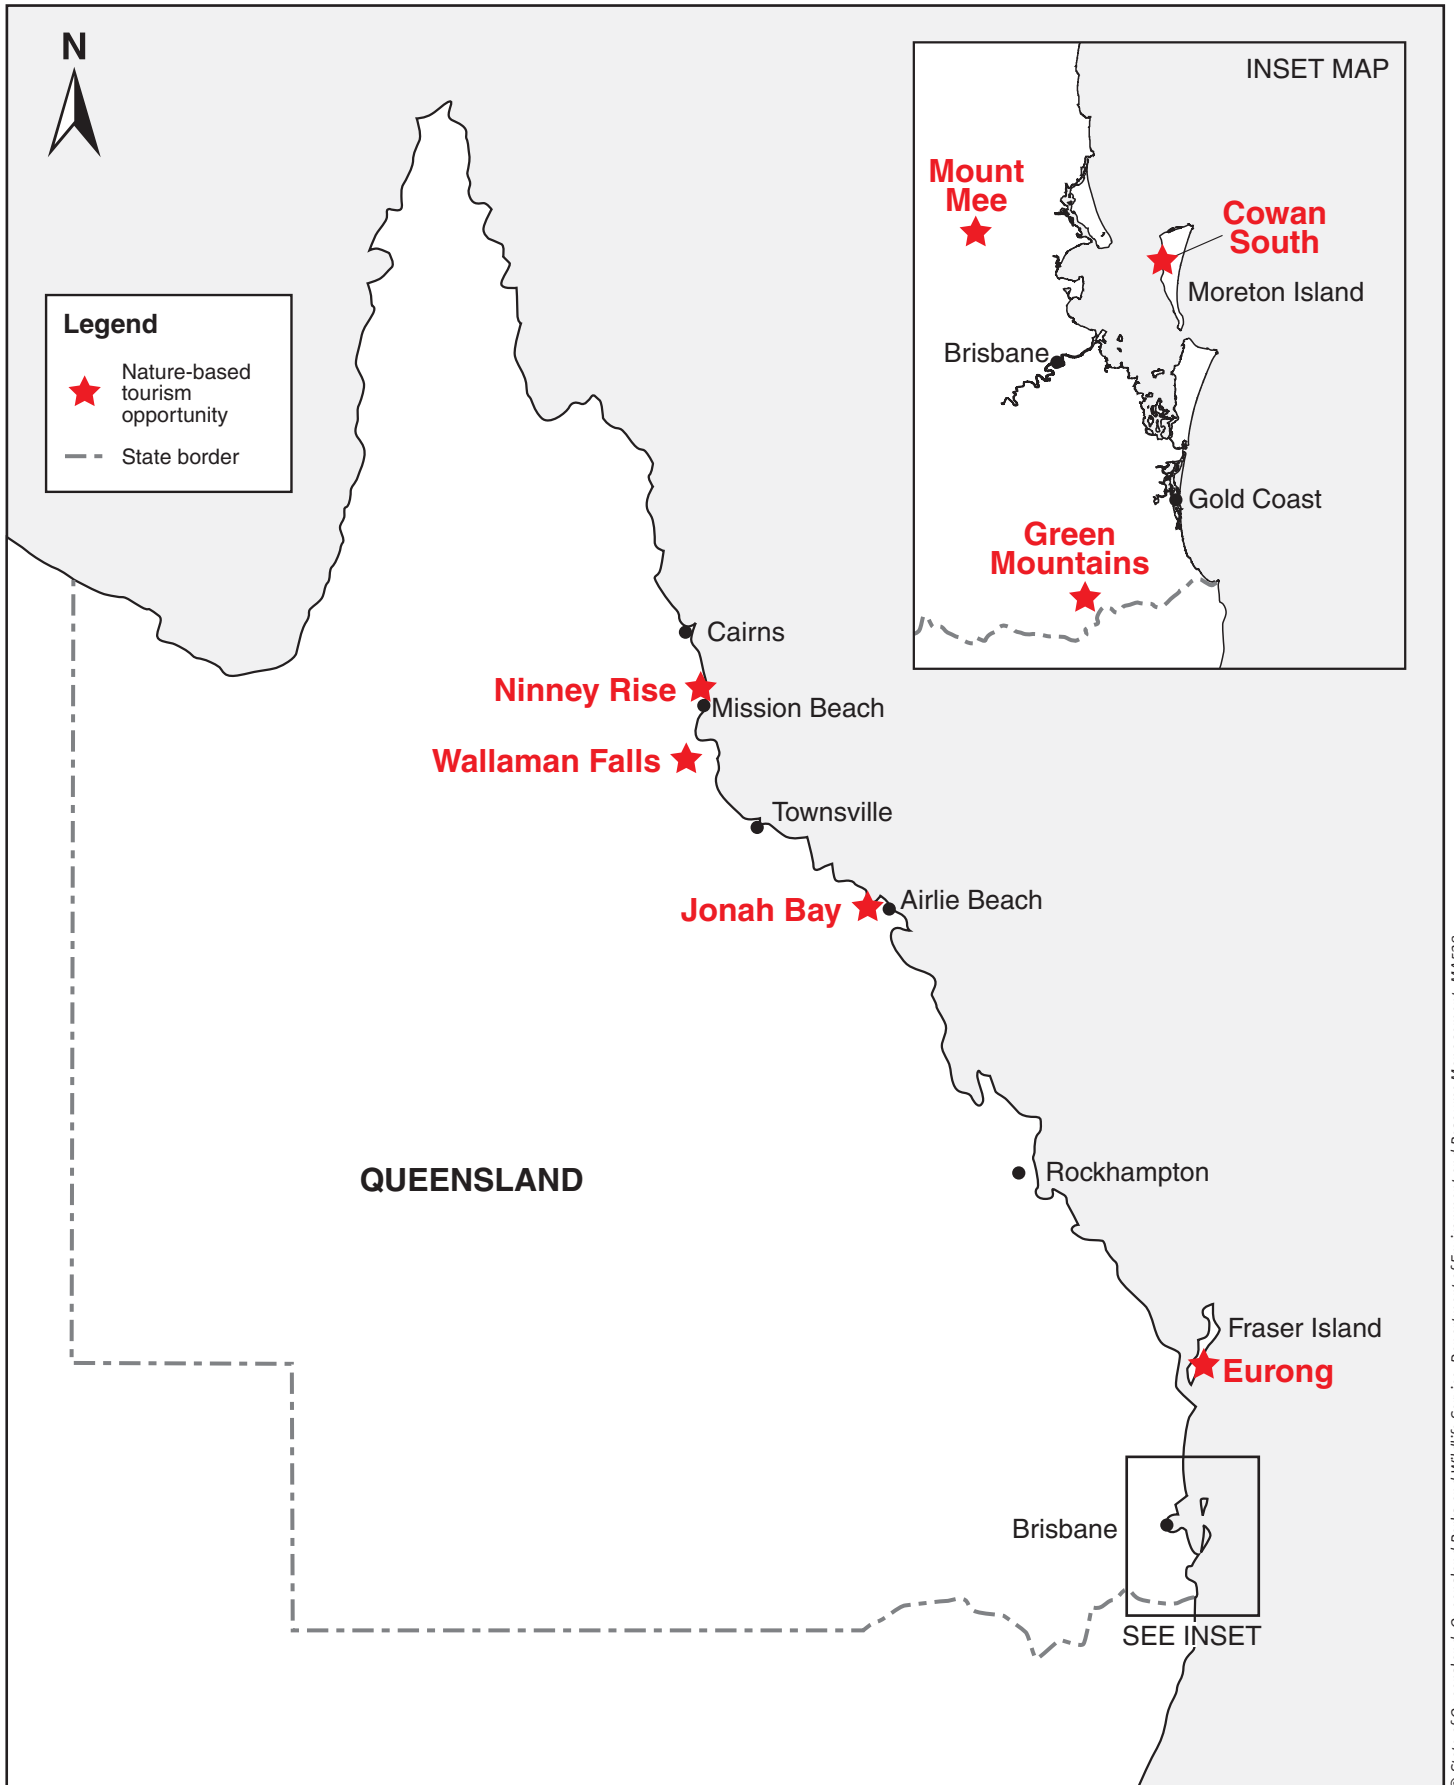 N
INSET MAP
Mount
Mee
Cowan
South
Moreton Island
Brisbane
Gold Coast
Green
Mountains
Legend
Nature-based
tourism
opportunity
State border
Cairns
Ninney Rise
Mission Beach
Wallaman Falls
Townsville
Jonah Bay
Airlie Beach
QUEENSLAND
Rockhampton
Fraser Island
Eurong
Brisbane
SEE INSET